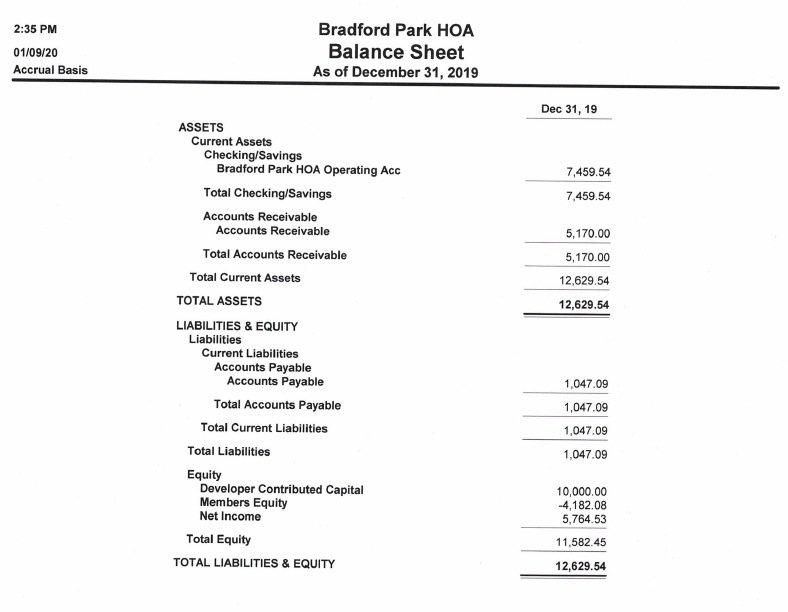 2:35 PM
Bradford Park HOA
01/09/20
Balance Sheet
Accrual Basis
As of December 31, 2019
Dec 31, 19
ASSETS
Current Assets
Checking/Savings
Bradford Park HOA Operating Acc 7,459.54
Total Checking/Savings 7,459.54
Accounts Receivable
Accounts Receivable 5,170.00
Total Accounts Receivable 5,170.00
Total Current Assets 12,629.54
TOTAL ASSETS 12,629.54
LIABILITIES & EQUITY
Liabilities
Current Liabilities
Accounts Payable
Accounts Payable 1,047.09
Total Accounts Payable 1,047.09
Total Current Liabilities 1,047.09
Total Liabilities 1,047.09
Equity
Developer Contributed Capital 10,000.00
Members Equity -4,182.08
Net Income 5,764.53
Total Equity 11,582.45
TOTAL LIABILITIES & EQUITY 12,629.54